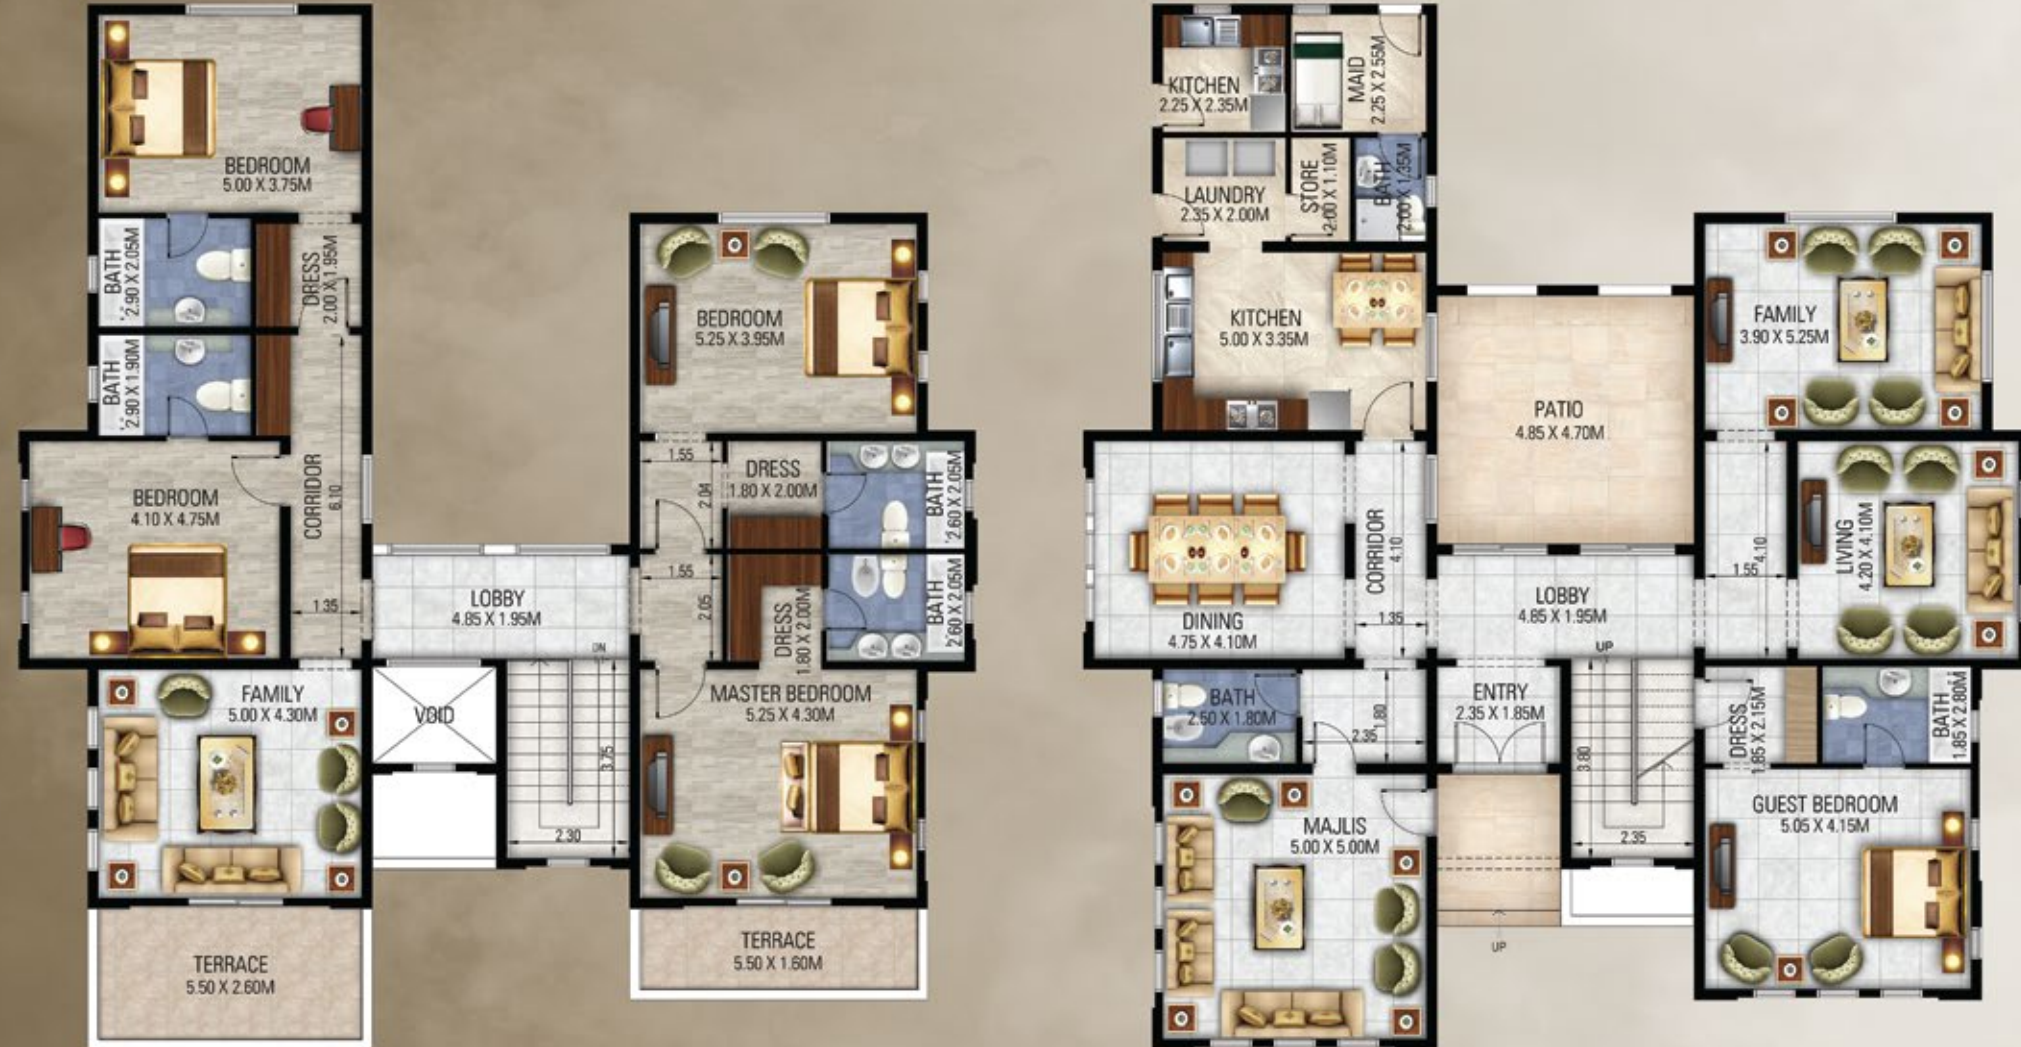 BEDROOM
5.00 X 3.75M
BATH
2.90 X 2.05M
DRESS
2.00 X 1.95M
BATH
2.90 X 1.90M
BEDROOM
4.10 X 4.75M
CORRIDOR
6.10
1.35
FAMILY
5.00 X 4.30M
TERRACE
5.50 X 2.60M
LOBBY
4.85 X 1.95M
VOID
DN
3.75
2.30
BEDROOM
5.25 X 3.95M
1.55
2.04
DRESS
1.80 X 2.00M
BATH
2.60 X 2.05M
1.55
2.05
DRESS
1.80 X 2.00M
BATH
2.60 X 2.05M
MASTER BEDROOM
5.25 X 4.30M
TERRACE
5.50 X 1.60M
KITCHEN
2.25 X 2.35M
MAID
2.25 X 2.55M
LAUNDRY
2.35 X 2.00M
STORE
2.00 X 1.10M
BATH
2.00 X 1.35M
KITCHEN
5.00 X 3.35M
PATIO
4.85 X 4.70M
FAMILY
3.90 X 5.25M
DINING
4.75 X 4.10M
CORRIDOR
4.10
1.35
LOBBY
4.85 X 1.95M
1.55
4.10
LIVING
4.20 X 4.10M
BATH
2.50 X 1.80M
1.80
2.35
ENTRY
2.35 X 1.85M
UP
3.80
2.35
DRESS
1.85 X 2.15M
BATH
1.85 X 2.80M
MAJLIS
5.00 X 5.00M
UP
GUEST BEDROOM
5.05 X 4.15M